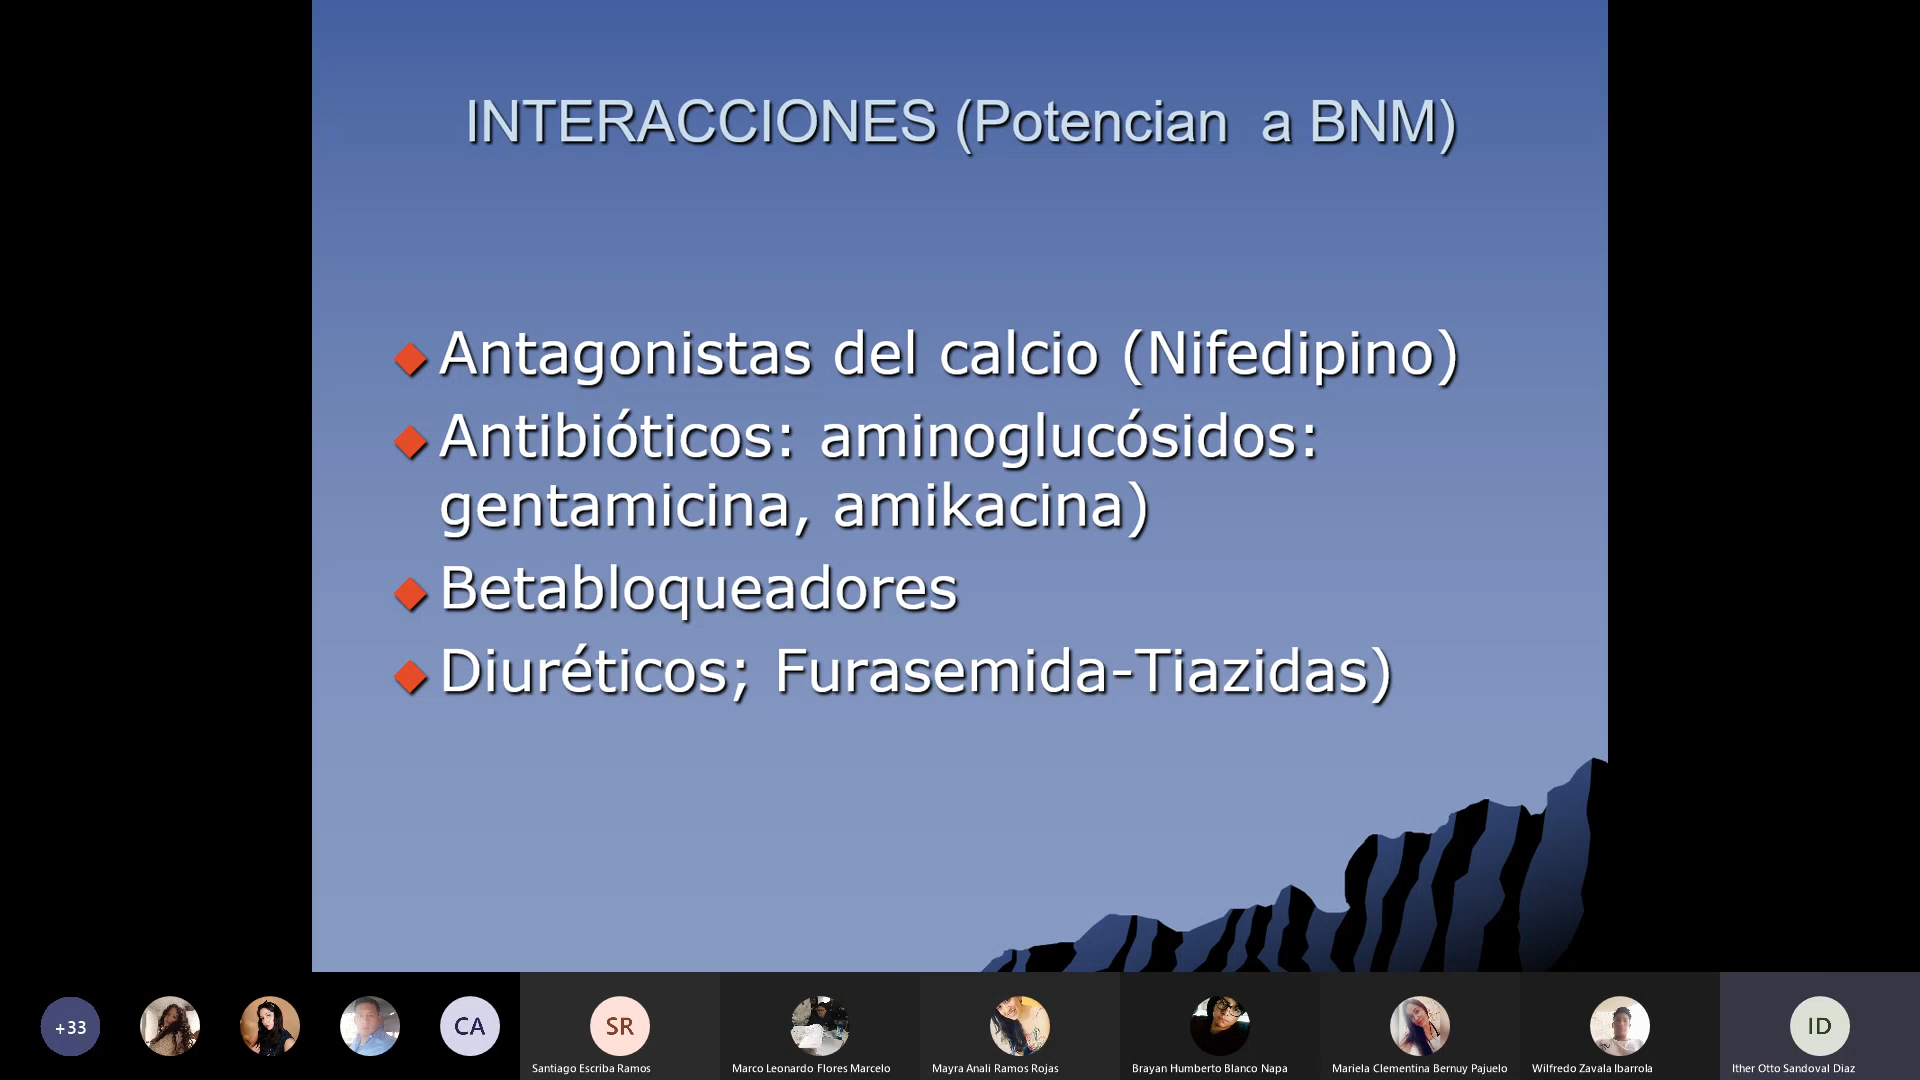 INTERACCIONES (Potencian a BNM)
Antagonistas del calcio (Nifedipino)
Antibióticos: aminoglucósidos:
gentamicina, amikacina)
Betabloqueadores
Diuréticos; Furasemida-Tiazidas)
+33
CA
SR
ID
Santiago Escriba Ramos
Marco Leonardo Flores Marcelo
Mayra Anali Ramos Rojas
Brayan Humberto Blanco Napa
Mariela Clementina Bernuy Pajuelo
Wilfredo Zavala Ibarrola
Ither Otto Sandoval Diaz